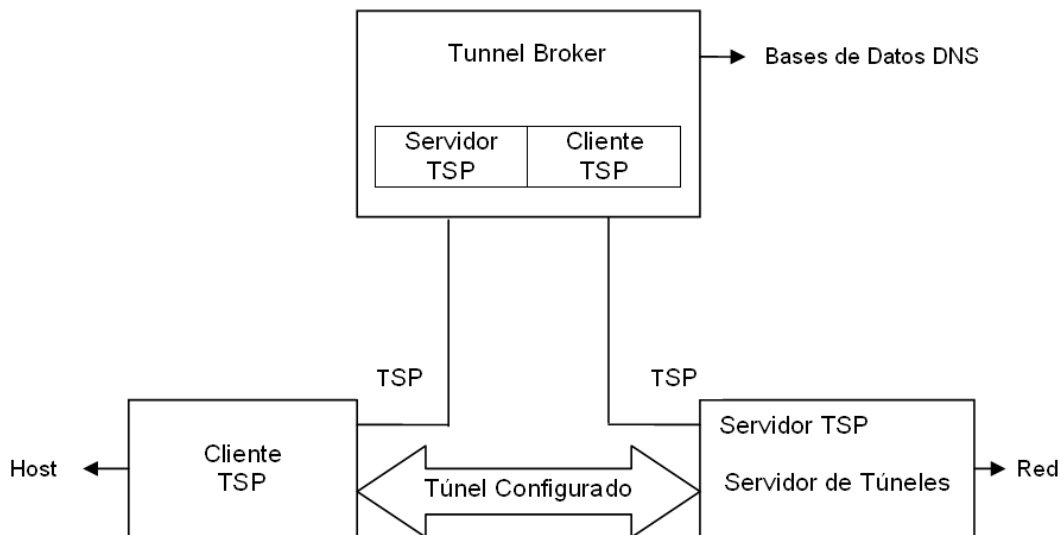 Tunnel Broker
Bases de Datos DNS
Servidor
TSP
Cliente
TSP
TSP
TSP
Cliente
TSP
Host
Túnel Configurado
Servidor TSP
Servidor de Túneles
Red